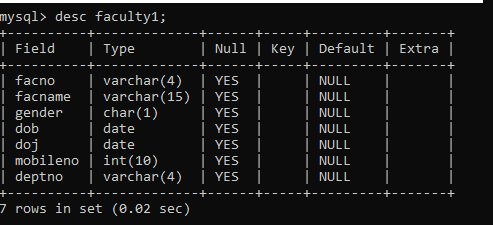 mysql> desc faculty1;
+----------+-------------+------+-----+---------+-------+
| Field    | Type        | Null | Key | Default | Extra |
+----------+-------------+------+-----+---------+-------+
| facno    | varchar(4)  | YES  |     | NULL    |       |
| facname  | varchar(15) | YES  |     | NULL    |       |
| gender   | char(1)     | YES  |     | NULL    |       |
| dob      | date        | YES  |     | NULL    |       |
| doj      | date        | YES  |     | NULL    |       |
| mobileno | int(10)     | YES  |     | NULL    |       |
| deptno   | varchar(4)  | YES  |     | NULL    |       |
+----------+-------------+------+-----+---------+-------+
7 rows in set (0.02 sec)